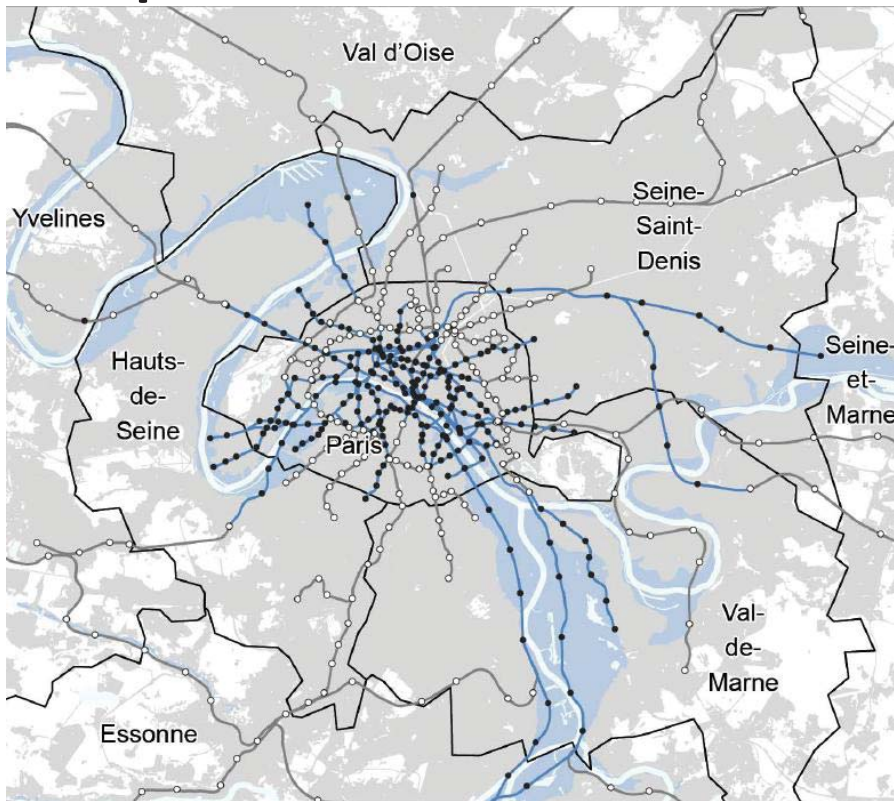 Val d'Oise
Yvelines
Seine-
Saint-
Denis
Hauts-
de-
Seine
Seine-
et-
Marne
Paris
Val-
de-
Marne
Essonne